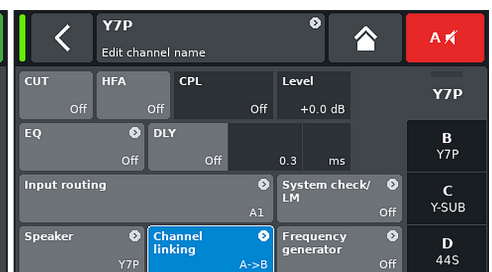 Y7P
Edit channel name
A
CUT
Off
HFA
Off
CPL
Off
Level
+0.0 dB
Y7P
EQ
Off
DLY
Off
0.3
ms
B
Y7P
Input routing
A1
System check/
LM
Off
C
Y-SUB
Speaker
Y7P
Channel
linking
A->B
Frequency
generator
Off
D
44S